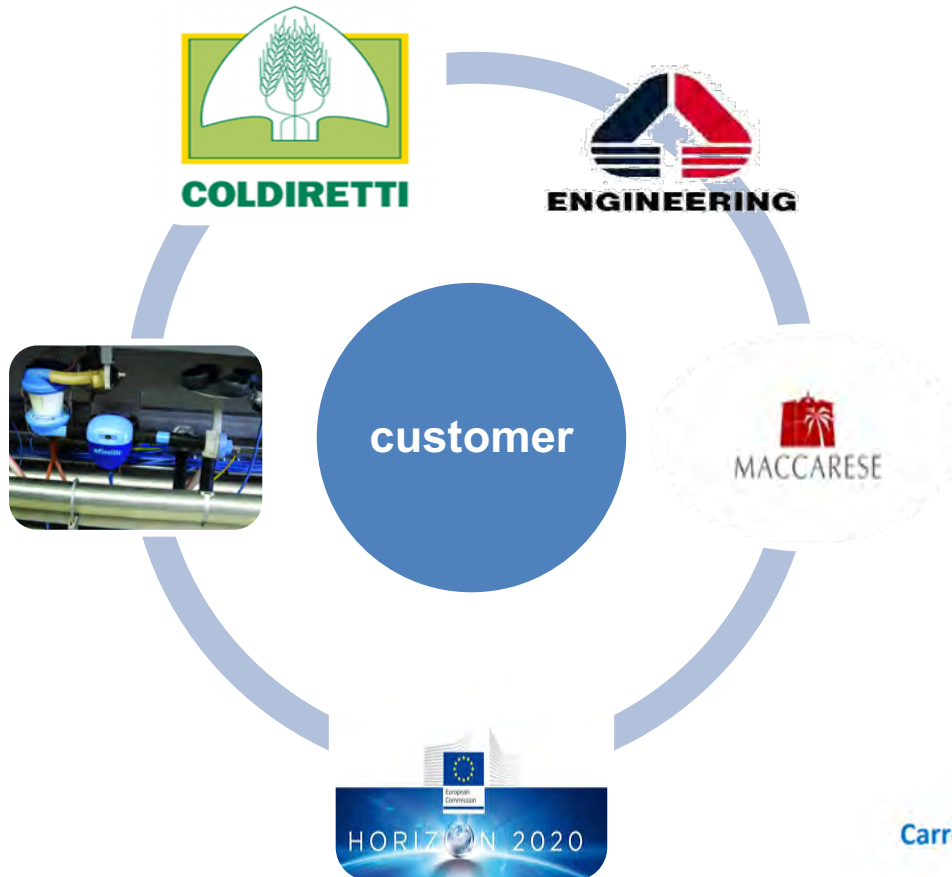 COLDIRETTI
ENGINEERING
customer
MACCARESE
European
Commission
HORIZON 2020